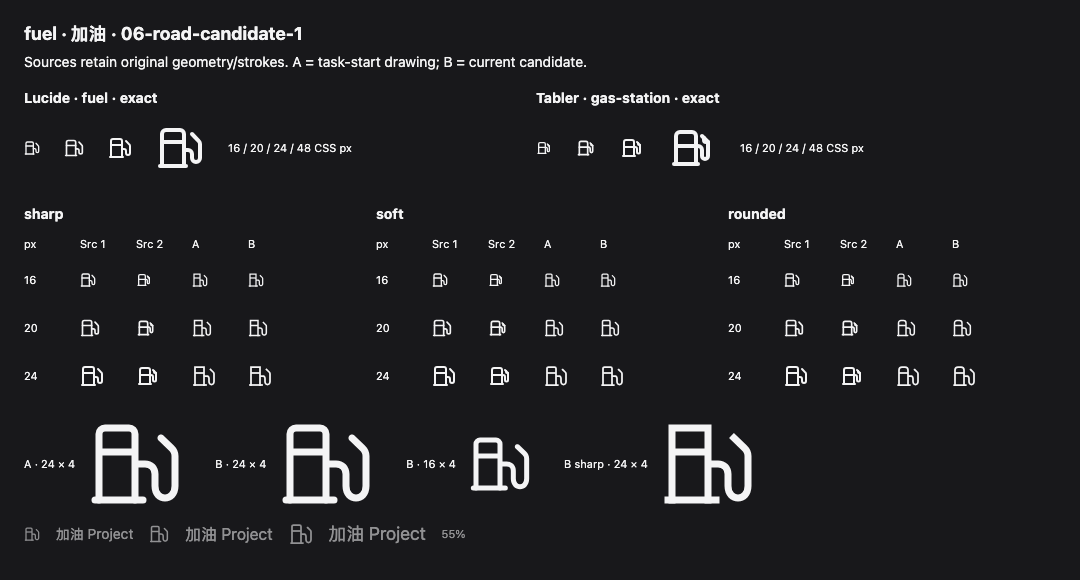 fuel · 加油 · 06-road-candidate-1
Sources retain original geometry/strokes. A = task-start drawing; B = current candidate.
Lucide · fuel · exact
Tabler · gas-station · exact
16 / 20 / 24 / 48 CSS px
16 / 20 / 24 / 48 CSS px
sharp
soft
rounded
px Src 1 Src 2 A B
px Src 1 Src 2 A B
px Src 1 Src 2 A B
16
16
16
20
20
20
24
24
24
A · 24 × 4
B · 24 × 4
B · 16 × 4
B sharp · 24 × 4
加油 Project
加油 Project
加油 Project
55%